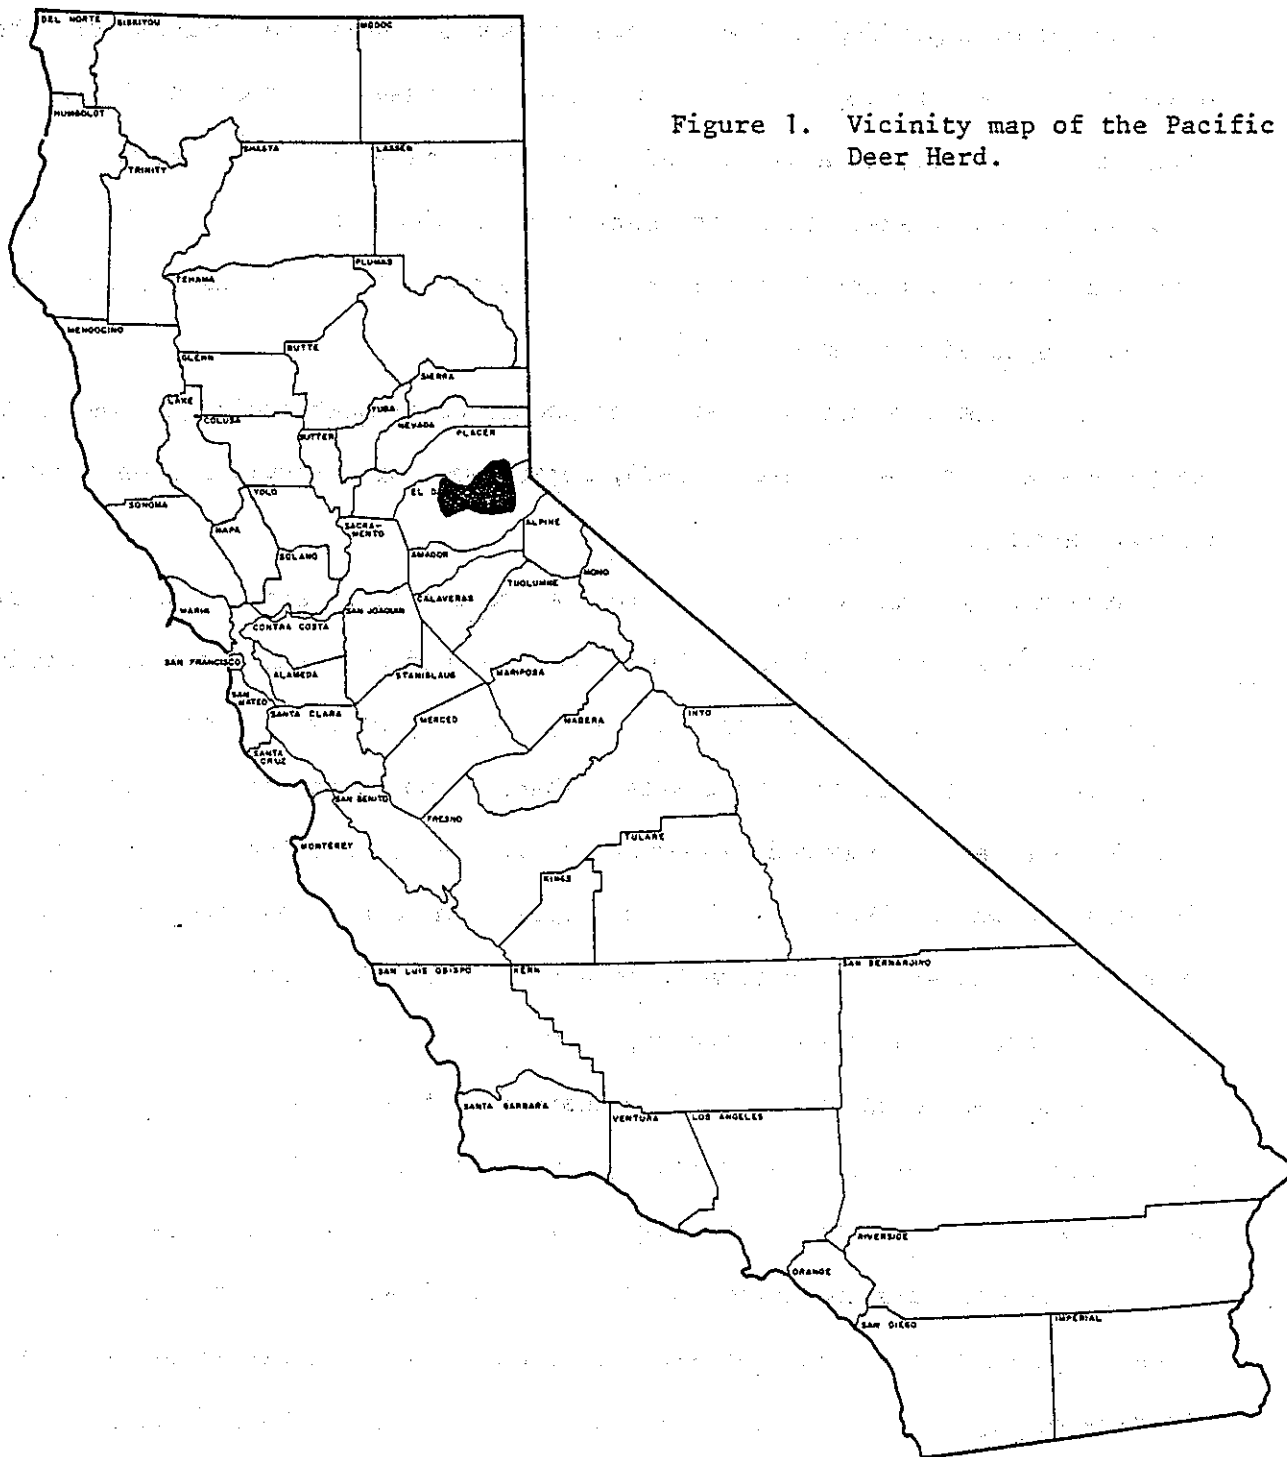 DEL NORTE SISKIYOU MODOC
HUMBOLDT
Figure 1. Vicinity map of the Pacific
Deer Herd.
SHASTA LASSEN
TRINITY
PLUMAS
TEHAMA
MENDOCINO
BUTTE
GLENN
SIERRA
LAKE
YUBA
COLUSA
NEVADA
SUTTER PLACER
YOLO EL D
SONOMA
NAPA SACRA-
MENTO
ALPINE
SOLANO AMADOR
MONO
TUOLUMNE
CALAVERAS
MARIN SAN JOAQUIN
CONTRA COSTA
SAN FRANCISCO
ALAMEDA STANISLAUS MARIPOSA
SAN
MATEO
SANTA CLARA MERCED MADERA INYO
SANTA
CRUZ
SAN BENITO
FRESNO
MONTEREY TULARE
KINGS
SAN LUIS OBISPO KERN SAN BERNARDINO
SANTA BARBARA
VENTURA LOS ANGELES
RIVERSIDE
ORANGE
SAN DIEGO IMPERIAL